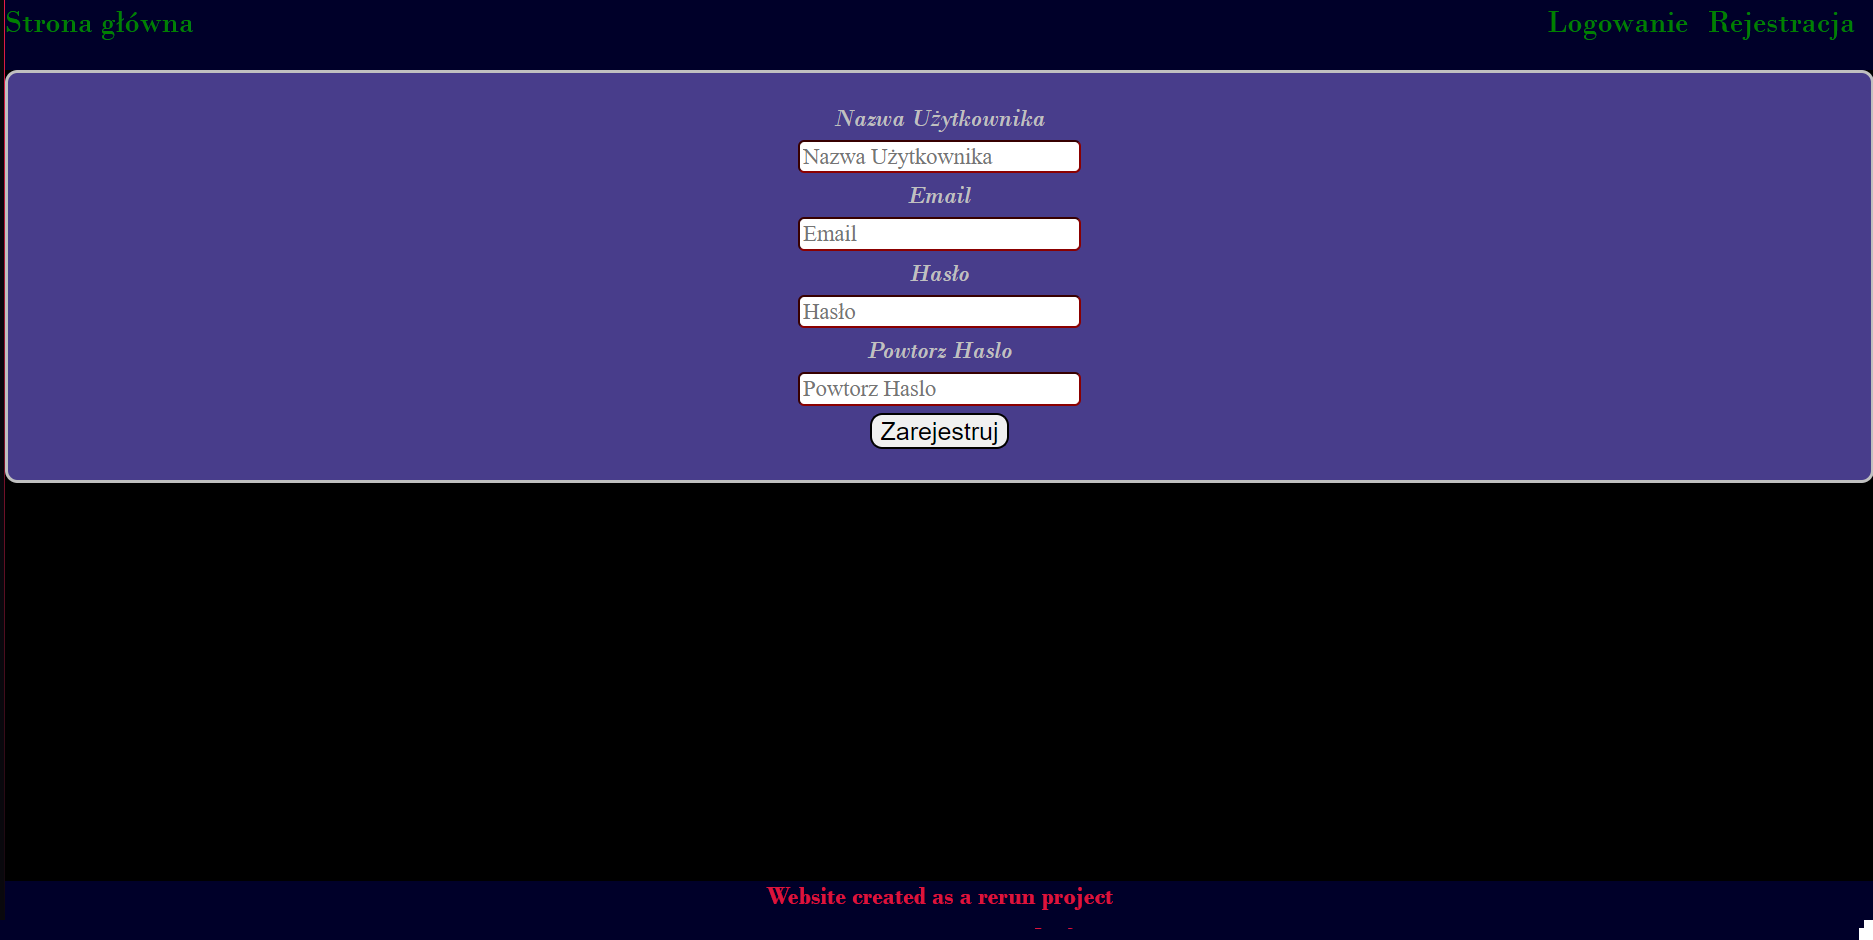 Strona główna
Logowanie Rejestracja
Nazwa Użytkownika
Nazwa Użytkownika
Email
Email
Hasło
Hasło
Powtorz Haslo
Powtorz Haslo
Zarejestruj
Website created as a rerun project